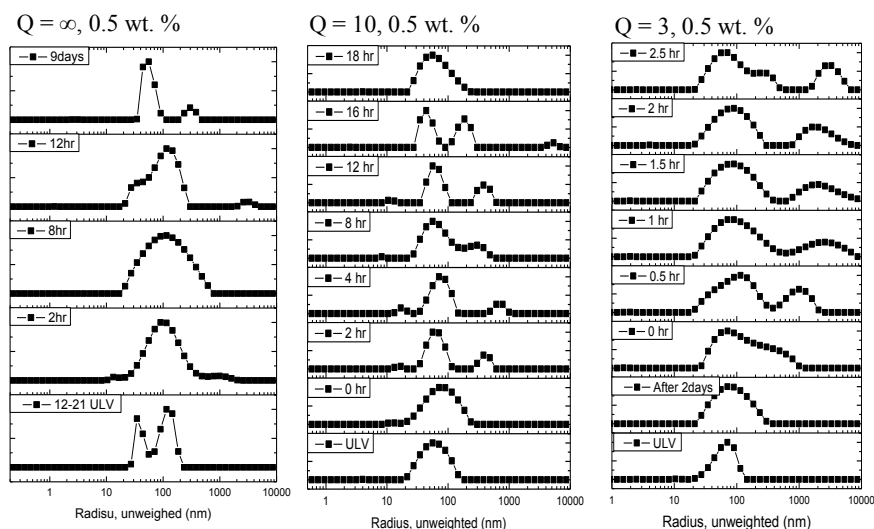 Q = ∞, 0.5 wt. %
9days
12hr
8hr
2hr
12-21 ULV
1 10 100 1000 10000
Radisu, unweighted (nm)
Q = 10, 0.5 wt. %
18 hr
16 hr
12 hr
8 hr
4 hr
2 hr
0 hr
ULV
1 10 100 1000 10000
Radius, unweighted (nm)
Q = 3, 0.5 wt. %
2.5 hr
2 hr
1.5 hr
1 hr
0.5 hr
0 hr
After 2days
ULV
1 10 100 1000 10000
Radius, unweighted (nm)